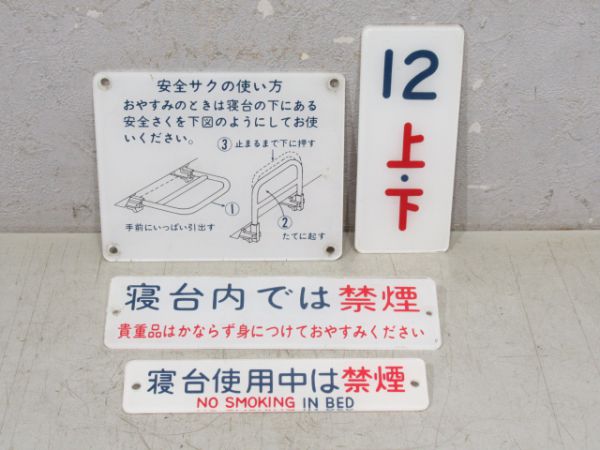 安全サクの使い方
おやすみのときは寝台の下にある
安全さくを下図のようにしてお使
いください。
③ 止まるまで下に押す
①
手前にいっぱい引出す
②
たてに起す
12
上・下
寝台内では禁煙
貴重品はかならず身につけておやすみください
寝台使用中は禁煙
NO SMOKING IN BED